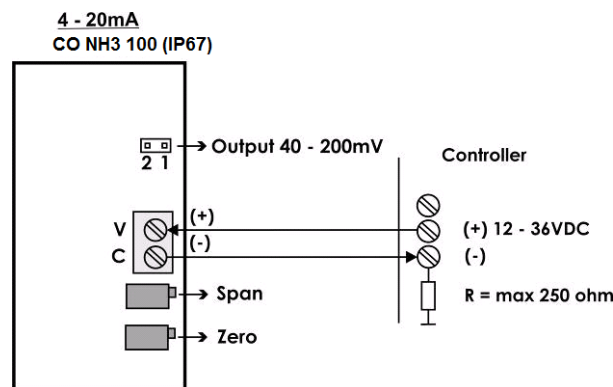 4 - 20mA
CO NH3 100 (IP67)
Output 40 - 200mV
2 1
Controller
V
(+)
(+) 12 - 36VDC
C
(-)
(-)
Span
R = max 250 ohm
Zero